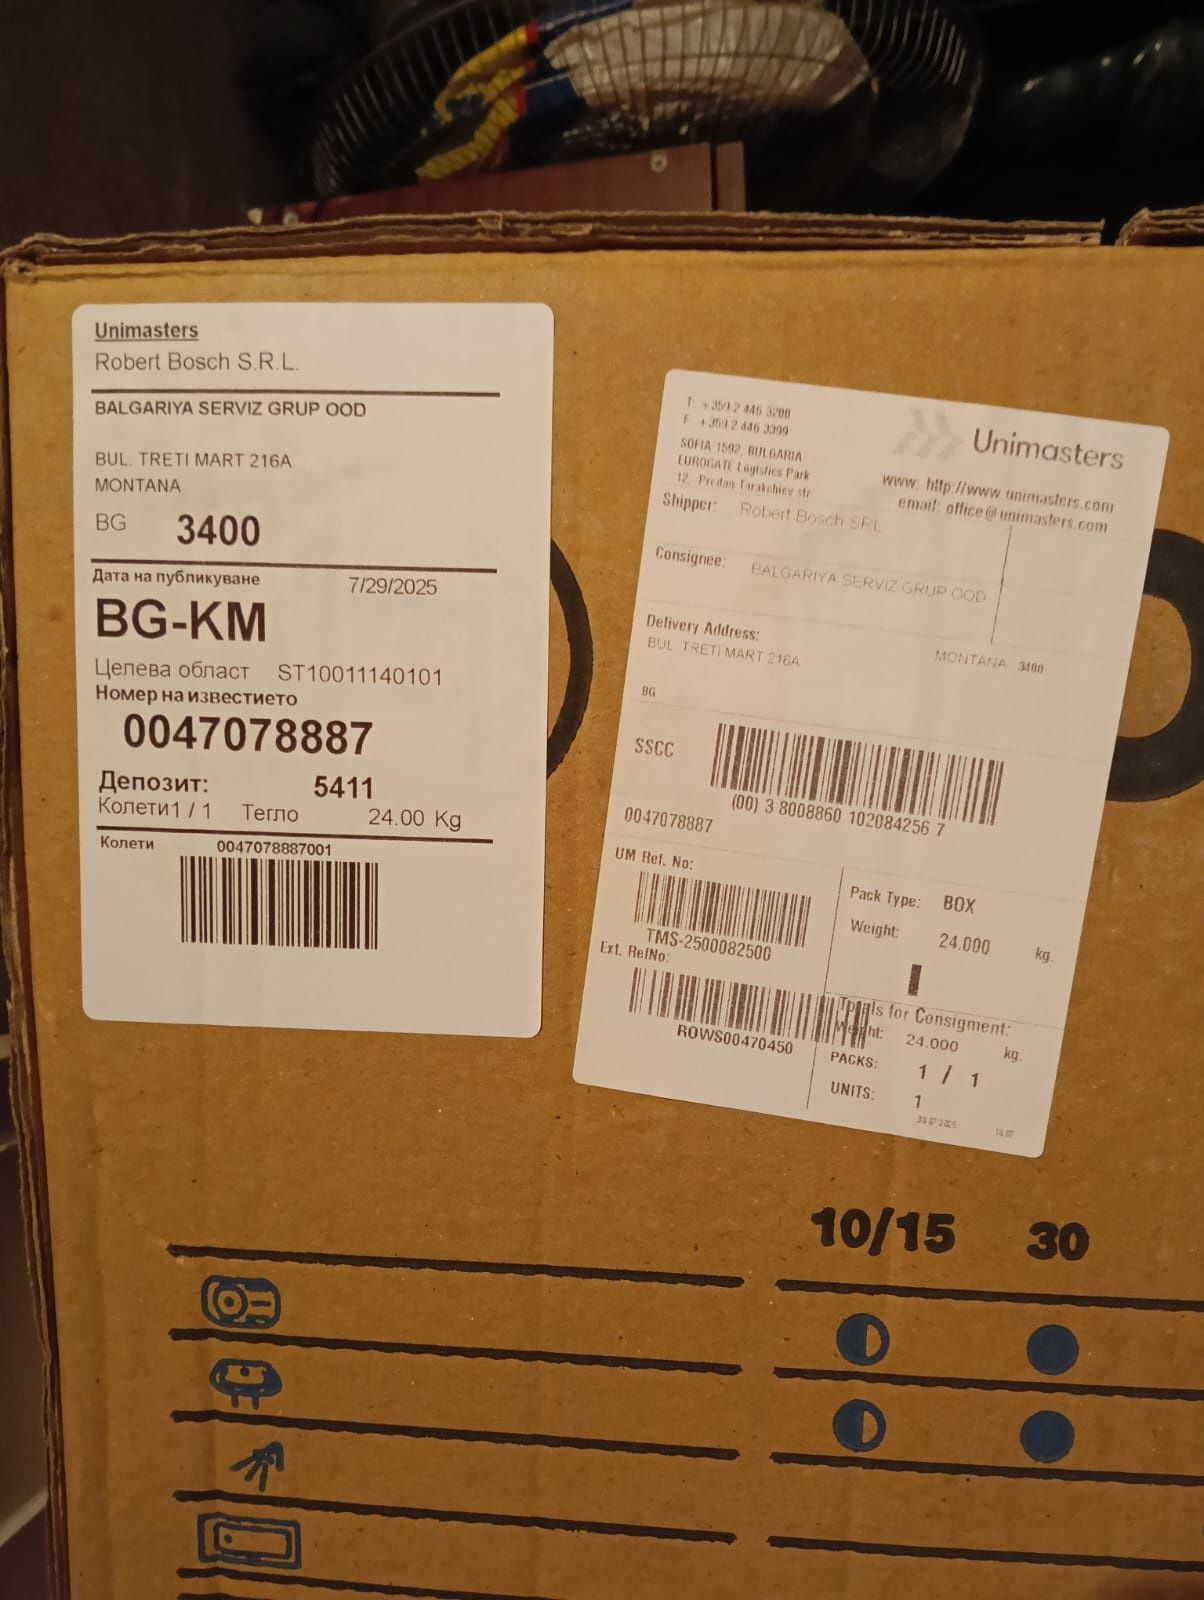 Unimasters
Robert Bosch S.R.L.
BALGARIYA SERVIZ GRUP OOD
BUL. TRETI MART 216A
MONTANA
BG 3400
Дата на публикуване 7/29/2025
BG-KM
Целева област ST10011140101
Номер на известието
0047078887
Депозит: 5411
Колети1 / 1 Тегло 24.00 Kg
Колети 0047078887001
T: +359 2 446 3200
F: +359 2 446 3399
SOFIA 1592, BULGARIA
EUROGATE Logistics Park
12, Predan Tarakchiev str
Unimasters
www: http://www.unimasters.com
email: office@unimasters.com
Shipper: Robert Bosch SRL
Consignee: BALGARIYA SERVIZ GRUP OOD
Delivery Address:
BUL TRETI MART 216A MONTANA 3400
BG
SSCC
(00) 3 8008860 102084256 7
0047078887
UM Ref. No:
TMS-2500082500
Ext. RefNo:
ROWS00470450
Pack Type: BOX
Weight: 24.000 kg.
Totals for Consignment:
Weight: 24.000 kg.
PACKS: 1 / 1
UNITS: 1
30.07.2025
10/15 30